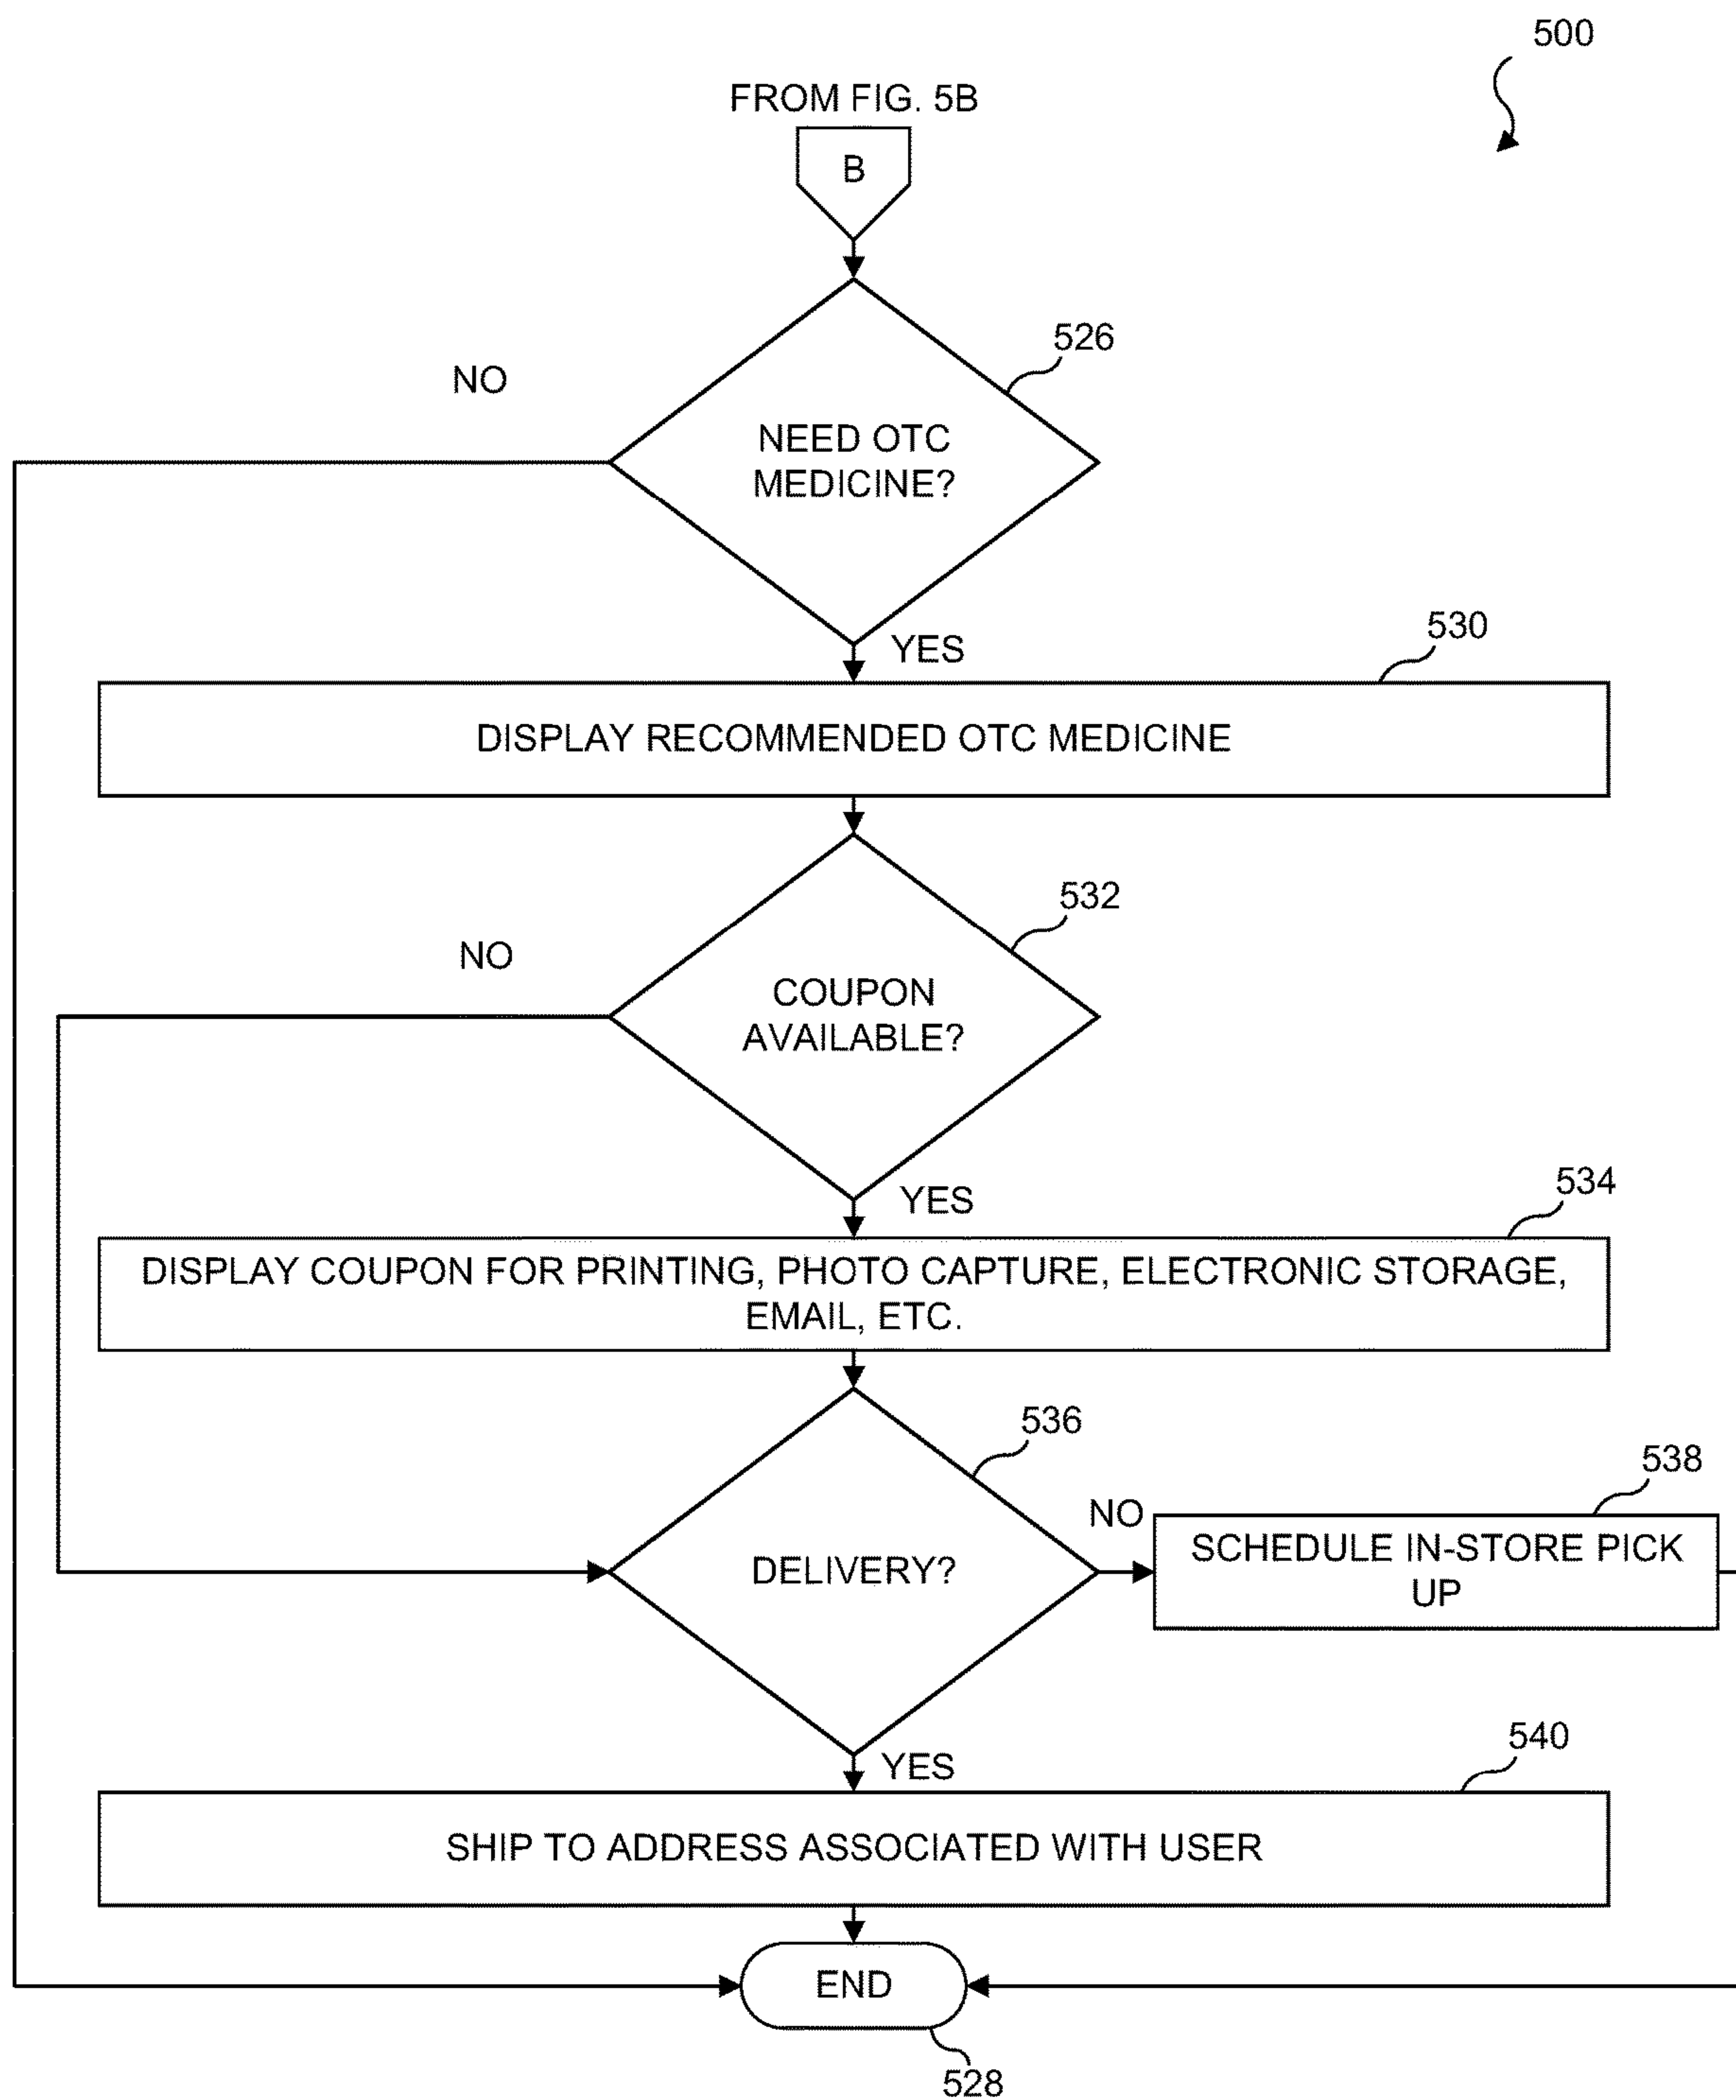 500
FROM FIG. 5B
B
526
NO
NEED OTC
MEDICINE?
YES
530
DISPLAY RECOMMENDED OTC MEDICINE
532
NO
COUPON
AVAILABLE?
YES
534
DISPLAY COUPON FOR PRINTING, PHOTO CAPTURE, ELECTRONIC STORAGE,
EMAIL, ETC.
536
538
NO
DELIVERY?
SCHEDULE IN-STORE PICK
UP
YES
540
SHIP TO ADDRESS ASSOCIATED WITH USER
END
528